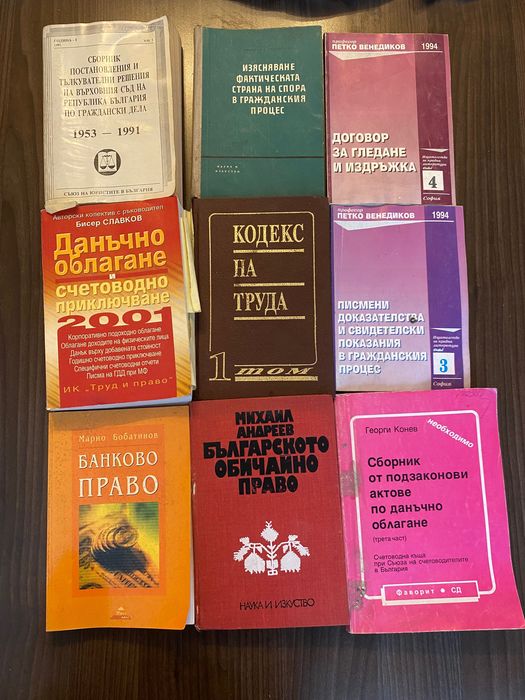 ГОДИНА - I
СБОРНИК
ПОСТАНОВЛЕНИЯ И
ТЪЛКУВАТЕЛНИ РЕШЕНИЯ
НА ВЪРХОВНИЯ СЪД НА
РЕПУБЛИКА БЪЛГАРИЯ
ПО ГРАЖДАНСКИ ДЕЛА
1953 — 1991
СЪЮЗ НА ЮРИСТИТЕ В БЪЛГАРИЯ
ИЗЯСНЯВАНЕ
ФАКТИЧЕСКАТА
СТРАНА НА СПОРА
В ГРАЖДАНСКИЯ
ПРОЦЕС
НАУКА И
ИЗКУСТВО
професор
ПЕТКО ВЕНЕДИКОВ 1994
ДОГОВОР
ЗА ГЛЕДАНЕ
И ИЗДРЪЖКА
4
София
Авторски колектив с ръководител
Бисер СЛАВКОВ
Данъчно
облагане
и
счетоводно
приключване
2001
Корпоративно подоходно облагане
Облагане доходите на физическите лица
Данък върху добавената стойност
Годишно счетоводно приключване
Специфични счетоводни отчети
Писма на ГДД при МФ
ИК „Труд и право"
КОДЕКС
НА
ТРУДА
1 том
професор
ПЕТКО ВЕНЕДИКОВ 1994
ПИСМЕНИ
ДОКАЗАТЕЛСТВА
И СВИДЕТЕЛСКИ
ПОКАЗАНИЯ
В ГРАЖДАНСКИЯ
ПРОЦЕС
3
София
Марио Бобатинов
БАНКОВО
ПРАВО
МИХАИЛ
АНДРЕЕВ
БЪЛГАРСКОТО
ОБИЧАЙНО
ПРАВО
НАУКА И ИЗКУСТВО
Георги Конев
необходимо
Сборник
от подзаконови
актове
по данъчно
облагане
(трета част)
Счетоводна къща
при Съюза на счетоводителите
в България
Фаворит • СД